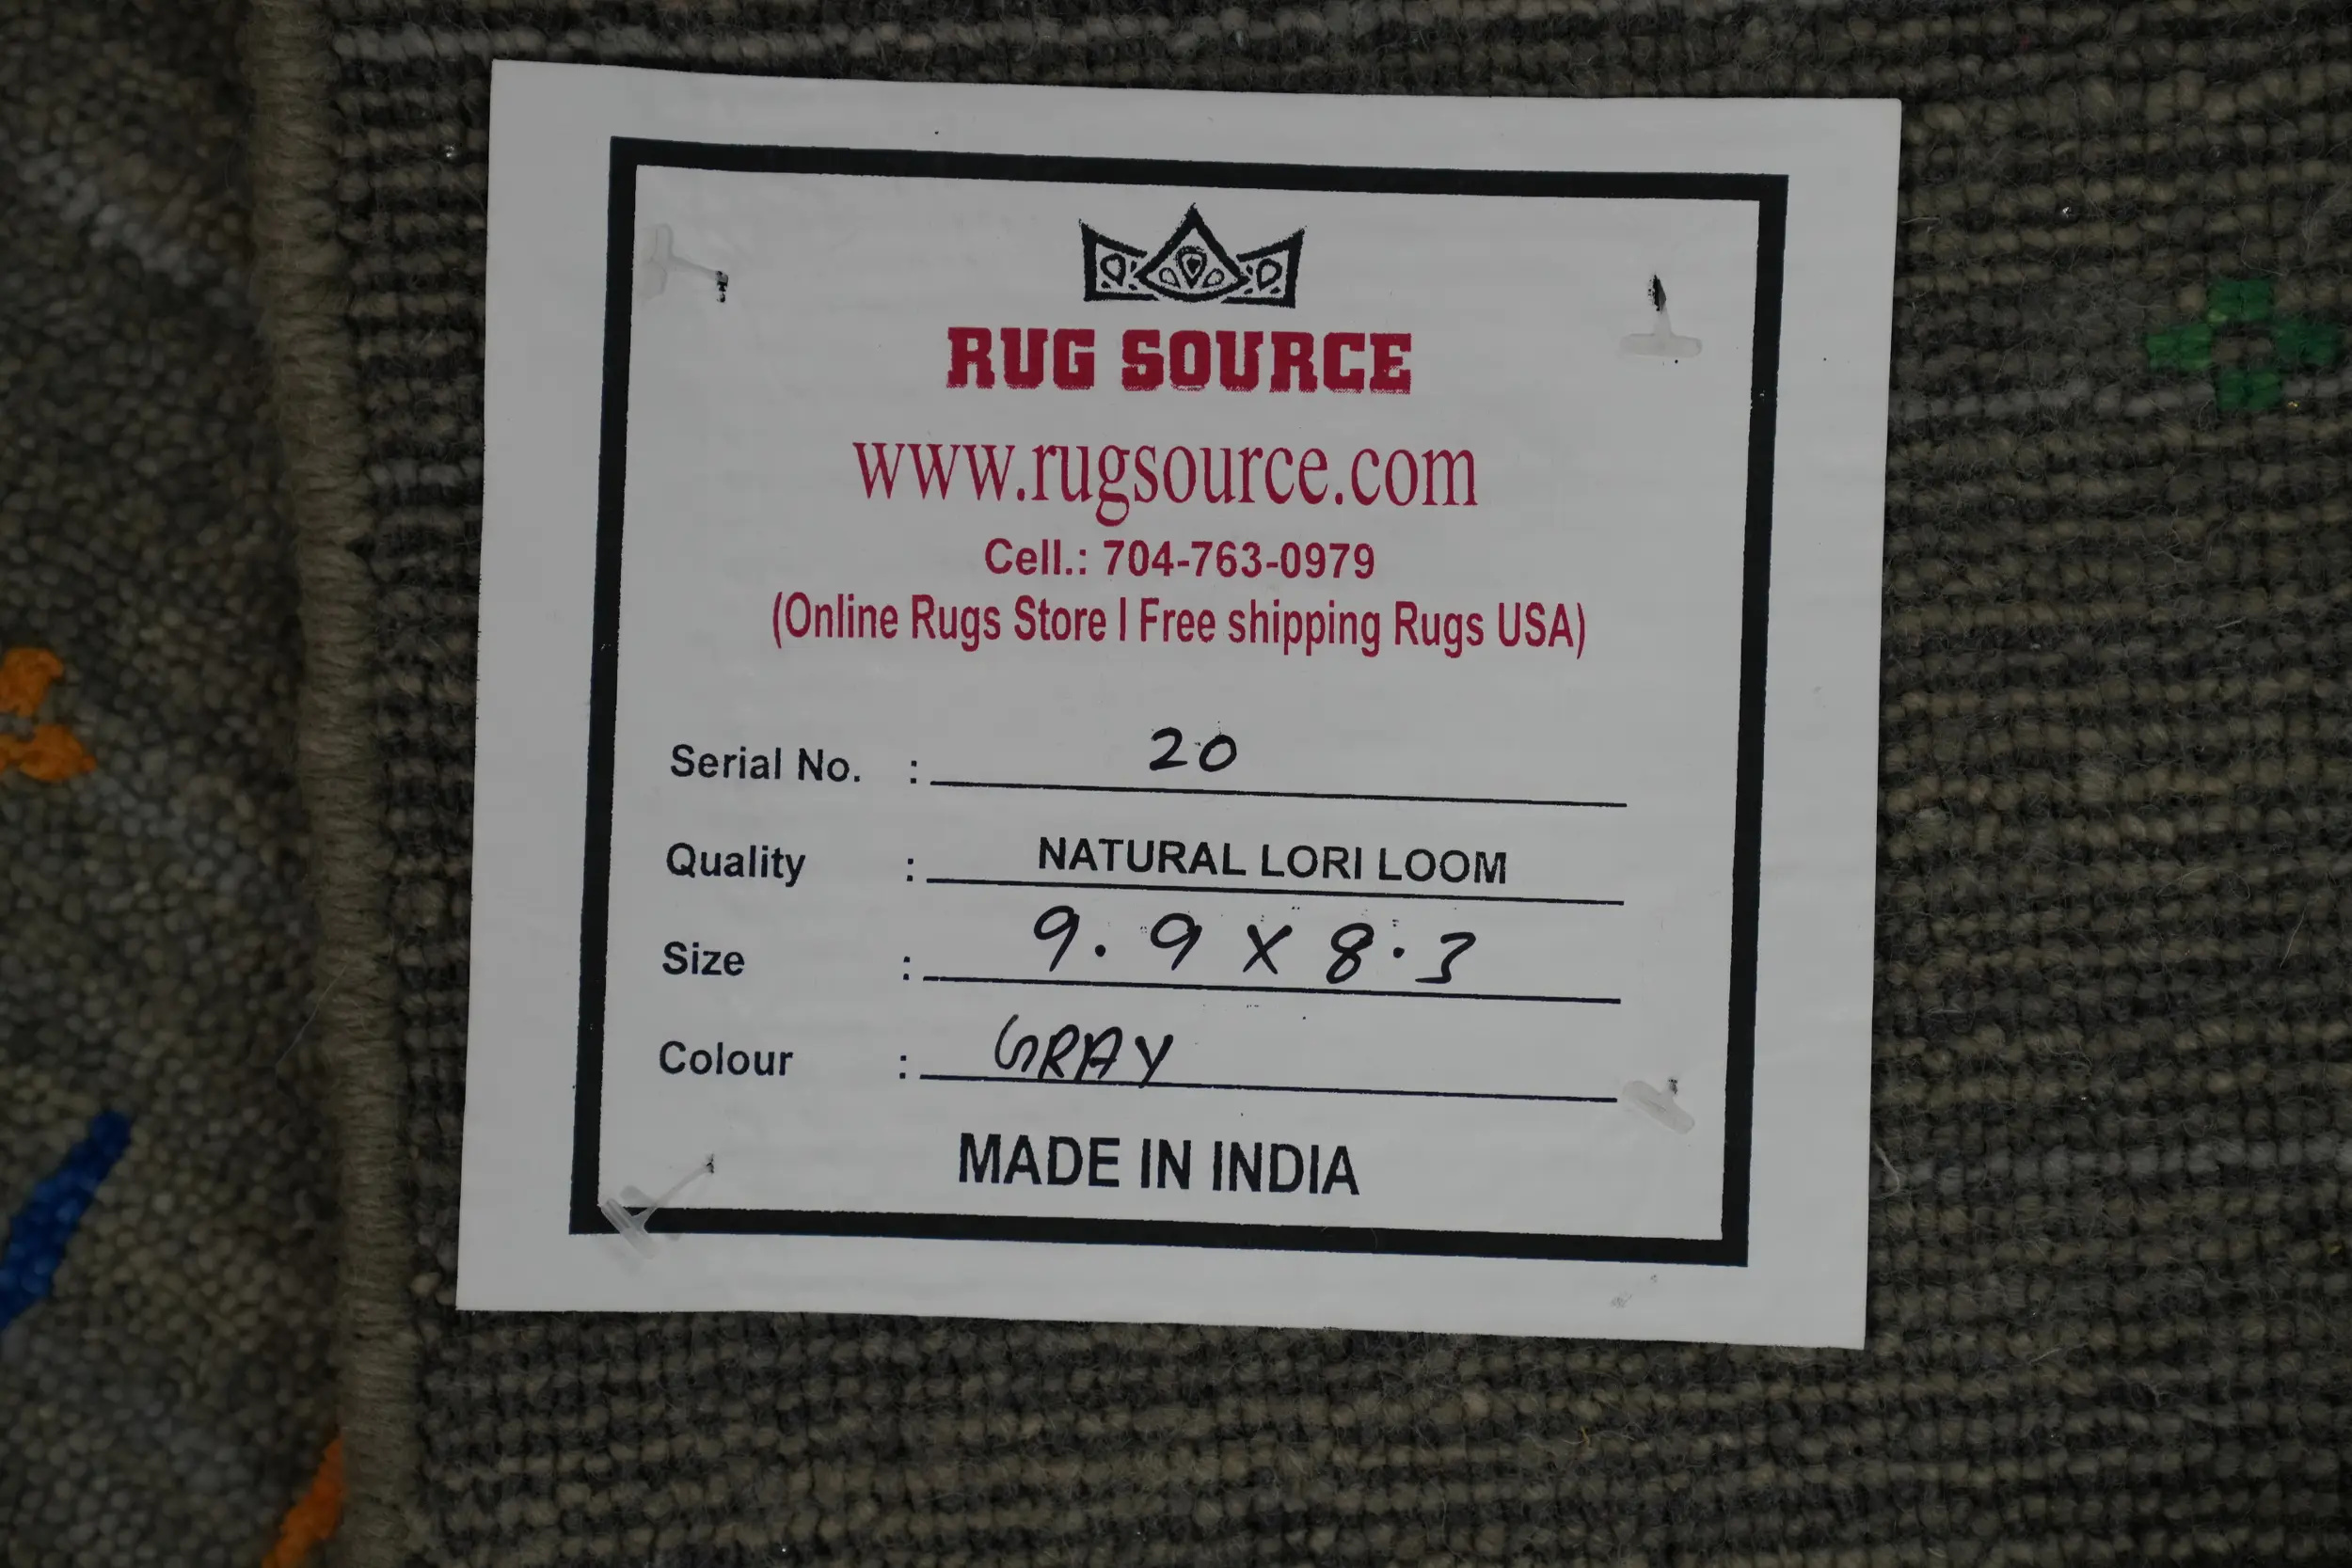 RUG SOURCE
www.rugsource.com
Cell.: 704-763-0979
(Online Rugs Store I Free shipping Rugs USA)
Serial No. : 20
Quality : NATURAL LORI LOOM
Size : 9.9 X 8.3
Colour : GRAY
MADE IN INDIA